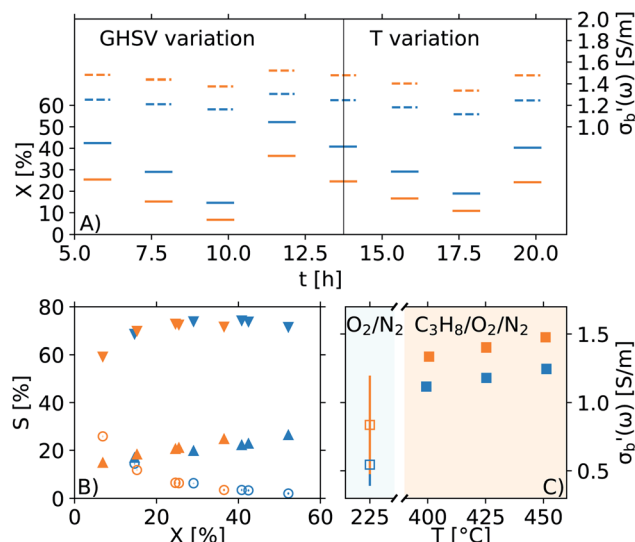 GHSV variation
T variation
X [%]
60
50
40
30
20
10
0
2.0
1.8
1.6
1.4
1.2
1.0
σb'(ω) [S/m]
A)
5.0 7.5 10.0 12.5 15.0 17.5 20.0
t [h]
S [%]
80
60
40
20
0
B)
0 20 40 60
X [%]
O2/N2
C3H8/O2/N2
1.5
1.0
0.5
σb'(ω) [S/m]
C)
225 400 425 450
T [°C]